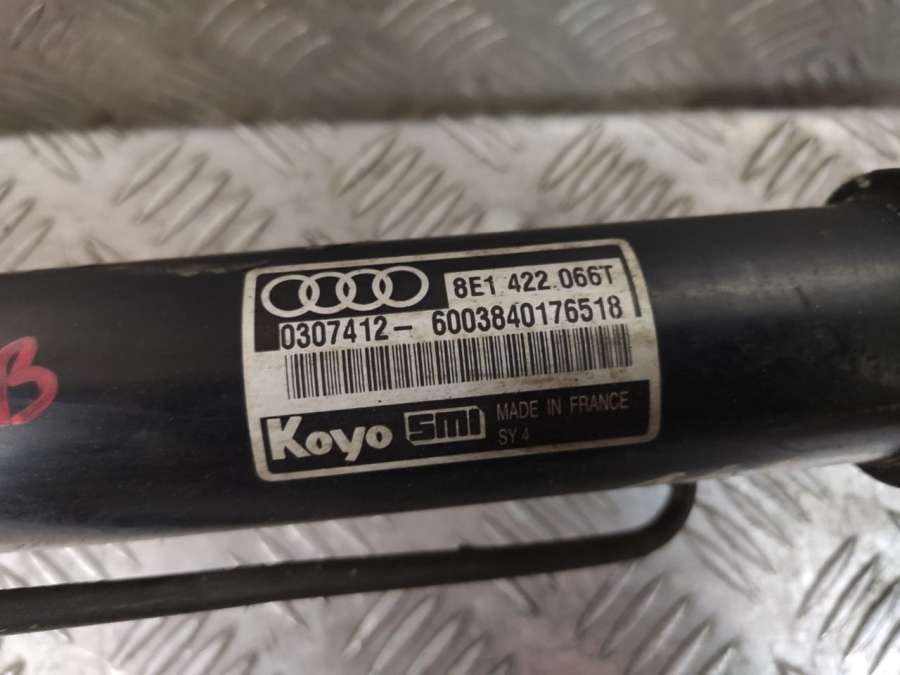 8E1 422 066T
0307412- 6003840176518
Koyo SMI MADE IN FRANCE
SY 4
B